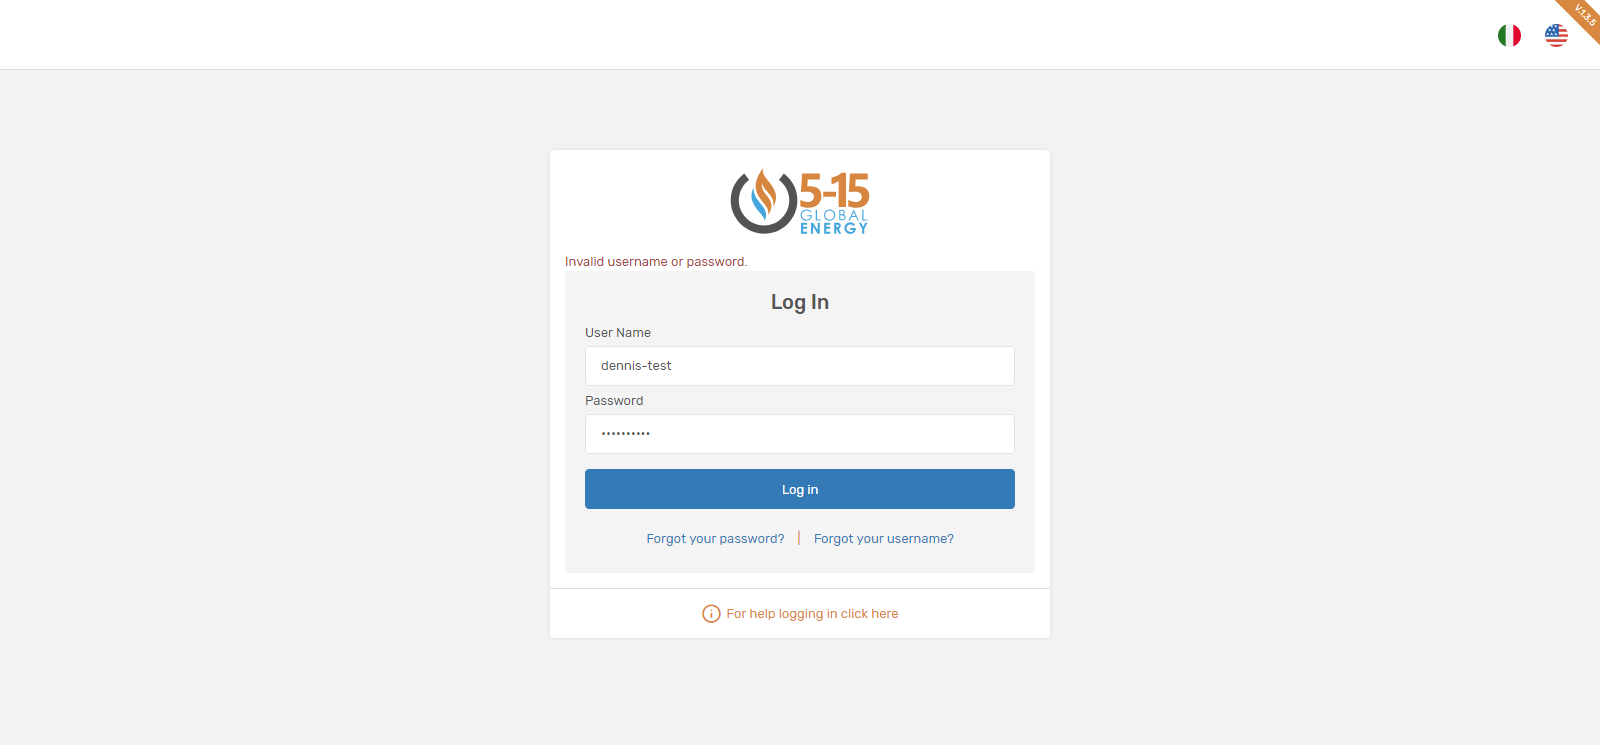 V.1.3.5
5-15
GLOBAL
ENERGY
Invalid username or password.
Log In
User Name
dennis-test
Password
••••••••••
Log in
Forgot your password? | Forgot your username?
For help logging in click here